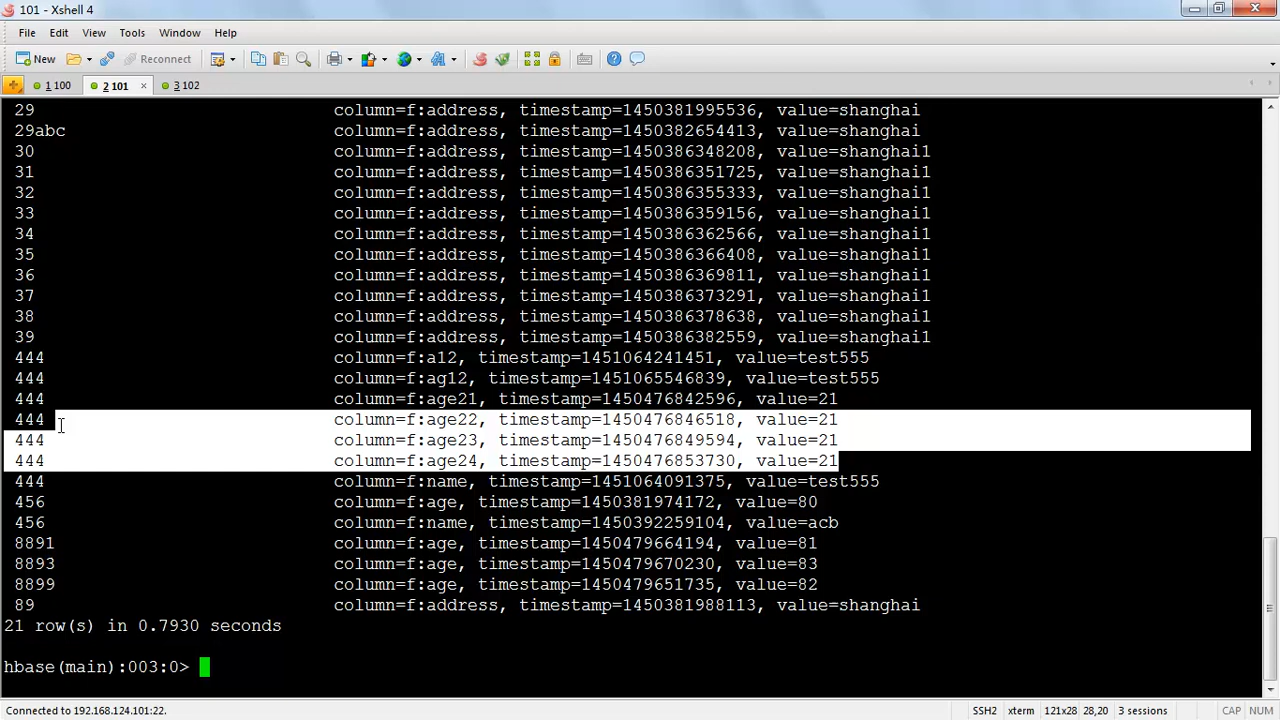 101 - Xshell 4
File Edit View Tools Window Help
New Reconnect
1 100 2 101 × 3 102
29 column=f:address, timestamp=1450381995536, value=shanghai
29abc column=f:address, timestamp=1450382654413, value=shanghai
30 column=f:address, timestamp=1450386348208, value=shanghai1
31 column=f:address, timestamp=1450386351725, value=shanghai1
32 column=f:address, timestamp=1450386355333, value=shanghai1
33 column=f:address, timestamp=1450386359156, value=shanghai1
34 column=f:address, timestamp=1450386362566, value=shanghai1
35 column=f:address, timestamp=1450386366408, value=shanghai1
36 column=f:address, timestamp=1450386369811, value=shanghai1
37 column=f:address, timestamp=1450386373291, value=shanghai1
38 column=f:address, timestamp=1450386378638, value=shanghai1
39 column=f:address, timestamp=1450386382559, value=shanghai1
444 column=f:a12, timestamp=1451064241451, value=test555
444 column=f:ag12, timestamp=1451065546839, value=test555
444 column=f:age21, timestamp=1450476842596, value=21
444 column=f:age22, timestamp=1450476846518, value=21
444 column=f:age23, timestamp=1450476849594, value=21
444 column=f:age24, timestamp=1450476853730, value=21
444 column=f:name, timestamp=1451064091375, value=test555
456 column=f:age, timestamp=1450381974172, value=80
456 column=f:name, timestamp=1450392259104, value=acb
8891 column=f:age, timestamp=1450479664194, value=81
8893 column=f:age, timestamp=1450479670230, value=83
8899 column=f:age, timestamp=1450479651735, value=82
89 column=f:address, timestamp=1450381988113, value=shanghai
21 row(s) in 0.7930 seconds
hbase(main):003:0>
Connected to 192.168.124.101:22. SSH2 xterm 121x28 28,20 3 sessions CAP NUM